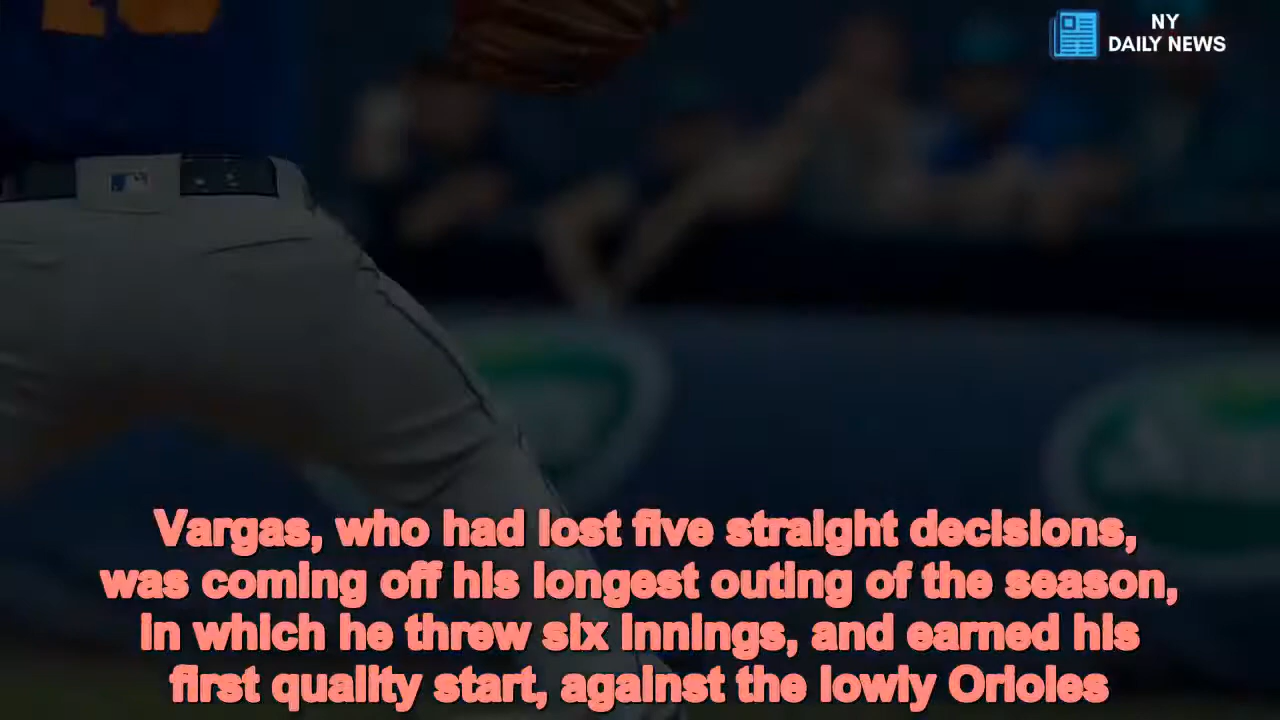 NY
DAILY NEWS
Vargas, who had lost five straight decisions,
was coming off his longest outing of the season,
in which he threw six innings, and earned his
first quality start, against the lowly Orioles